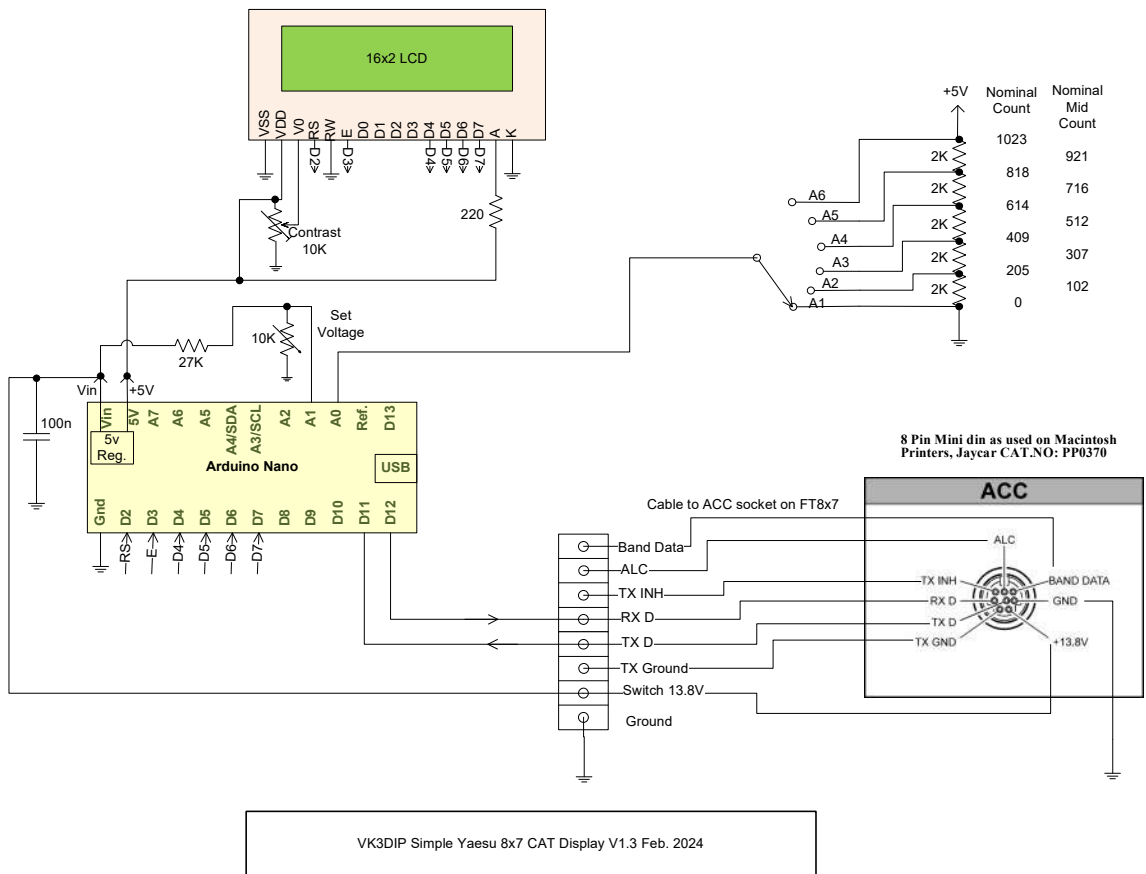 16x2 LCD
VSS
VDD
V0
RS
RW
E
D0
D1
D2
D3
D4
D5
D6
D7
A
K
D2
D3
D4
D5
D6
D7
Contrast
10K
220
+5V
Nominal
Count
Nominal
Mid
Count
1023
2K
921
818
2K
716
614
2K
512
409
2K
307
205
2K
102
0
A6
A5
A4
A3
A2
A1
Set
Voltage
10K
27K
Vin
+5V
100n
Vin
5V
A7
A6
A5
A4/SDA
A3/SCL
A2
A1
A0
Ref.
D13
5v
Reg.
Arduino Nano
USB
Gnd
D2
D3
D4
D5
D6
D7
D8
D9
D10
D11
D12
RS
E
D4
D5
D6
D7
8 Pin Mini din as used on Macintosh
Printers, Jaycar CAT.NO: PP0370
Cable to ACC socket on FT8x7
Band Data
ALC
TX INH
RX D
TX D
TX Ground
Switch 13.8V
Ground
ACC
ALC
TX INH
BAND DATA
RX D
GND
TX D
TX GND
+13.8V
VK3DIP Simple Yaesu 8x7 CAT Display V1.3 Feb. 2024